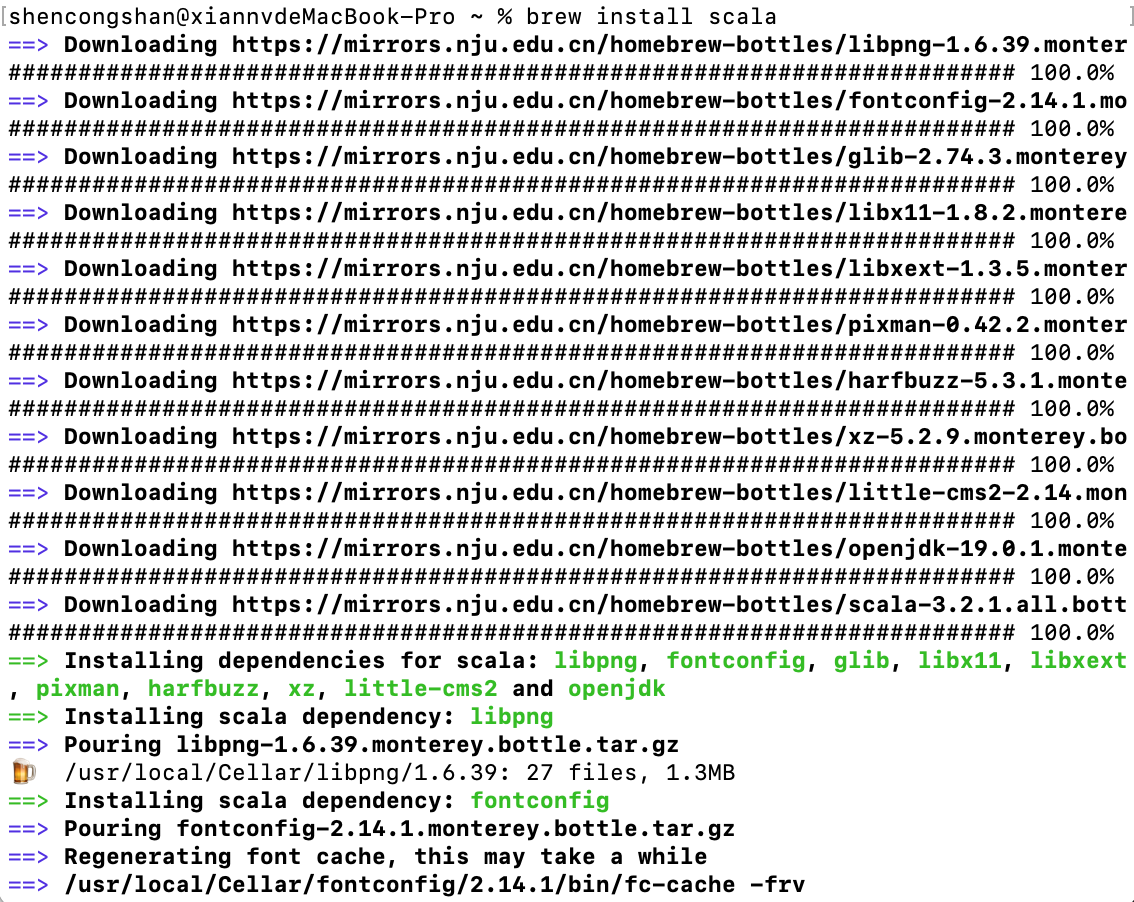 [shencongshan@xiannvdeMacBook-Pro ~ % brew install scala ]
==> Downloading https://mirrors.nju.edu.cn/homebrew-bottles/libpng-1.6.39.monter
######################################################################## 100.0%
==> Downloading https://mirrors.nju.edu.cn/homebrew-bottles/fontconfig-2.14.1.mo
######################################################################## 100.0%
==> Downloading https://mirrors.nju.edu.cn/homebrew-bottles/glib-2.74.3.monterey
######################################################################## 100.0%
==> Downloading https://mirrors.nju.edu.cn/homebrew-bottles/libx11-1.8.2.montere
######################################################################## 100.0%
==> Downloading https://mirrors.nju.edu.cn/homebrew-bottles/libxext-1.3.5.monter
######################################################################## 100.0%
==> Downloading https://mirrors.nju.edu.cn/homebrew-bottles/pixman-0.42.2.monter
######################################################################## 100.0%
==> Downloading https://mirrors.nju.edu.cn/homebrew-bottles/harfbuzz-5.3.1.monte
######################################################################## 100.0%
==> Downloading https://mirrors.nju.edu.cn/homebrew-bottles/xz-5.2.9.monterey.bo
######################################################################## 100.0%
==> Downloading https://mirrors.nju.edu.cn/homebrew-bottles/little-cms2-2.14.mon
######################################################################## 100.0%
==> Downloading https://mirrors.nju.edu.cn/homebrew-bottles/openjdk-19.0.1.monte
######################################################################## 100.0%
==> Downloading https://mirrors.nju.edu.cn/homebrew-bottles/scala-3.2.1.all.bott
######################################################################## 100.0%
==> Installing dependencies for scala: libpng, fontconfig, glib, libx11, libxext
, pixman, harfbuzz, xz, little-cms2 and openjdk
==> Installing scala dependency: libpng
==> Pouring libpng-1.6.39.monterey.bottle.tar.gz
🍺  /usr/local/Cellar/libpng/1.6.39: 27 files, 1.3MB
==> Installing scala dependency: fontconfig
==> Pouring fontconfig-2.14.1.monterey.bottle.tar.gz
==> Regenerating font cache, this may take a while
==> /usr/local/Cellar/fontconfig/2.14.1/bin/fc-cache -frv